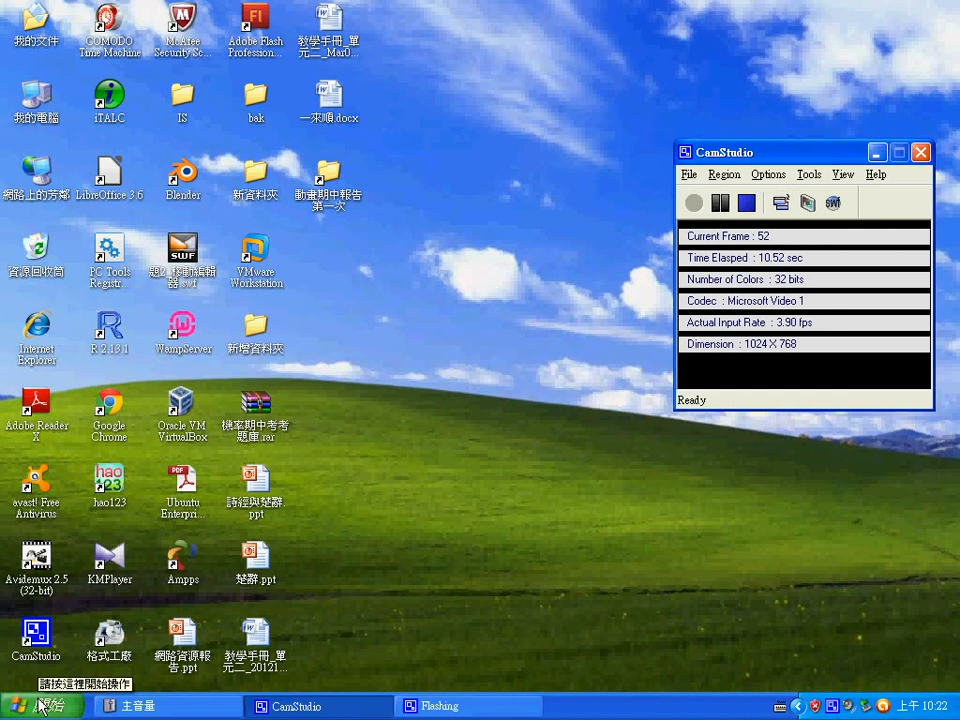 我的文件
COMODO
Time Machine
McAfee
Security Sc...
Adobe Flash
Profession...
教學手冊_單
元二_Mar0...
我的電腦
iTALC
IS
bak
一來順.docx
網路上的芳鄰
LibreOffice 3.6
Blender
新資料夾
動畫期中報告
第一次
資源回收筒
PC Tools
Registr...
SWF
器.swf
VMware
Workstation
Internet
Explorer
R 2.13.1
WampServer
新增資料夾
Adobe Reader
X
Google
Chrome
Oracle VM
VirtualBox
機率期中考考
題庫.rar
avast! Free
Antivirus
hao
123
hao123
PDF
Ubuntu
Enterpri...
詩經與楚辭.
ppt
Avidemux 2.5
(32-bit)
KMPlayer
Ampps
楚辭.ppt
CamStudio
格式工廠
網路資源報
告.ppt
教學手冊_單
元二_20121...
CamStudio
File Region Options Tools View Help
SWF
Current Frame : 52
Time Elasped : 10.52 sec
Number of Colors : 32 bits
Codec : Microsoft Video 1
Actual Input Rate : 3.90 fps
Dimension : 1024 X 768
Ready
請按這裡開始操作
開始
主音量
CamStudio
Flashing
上午 10:22